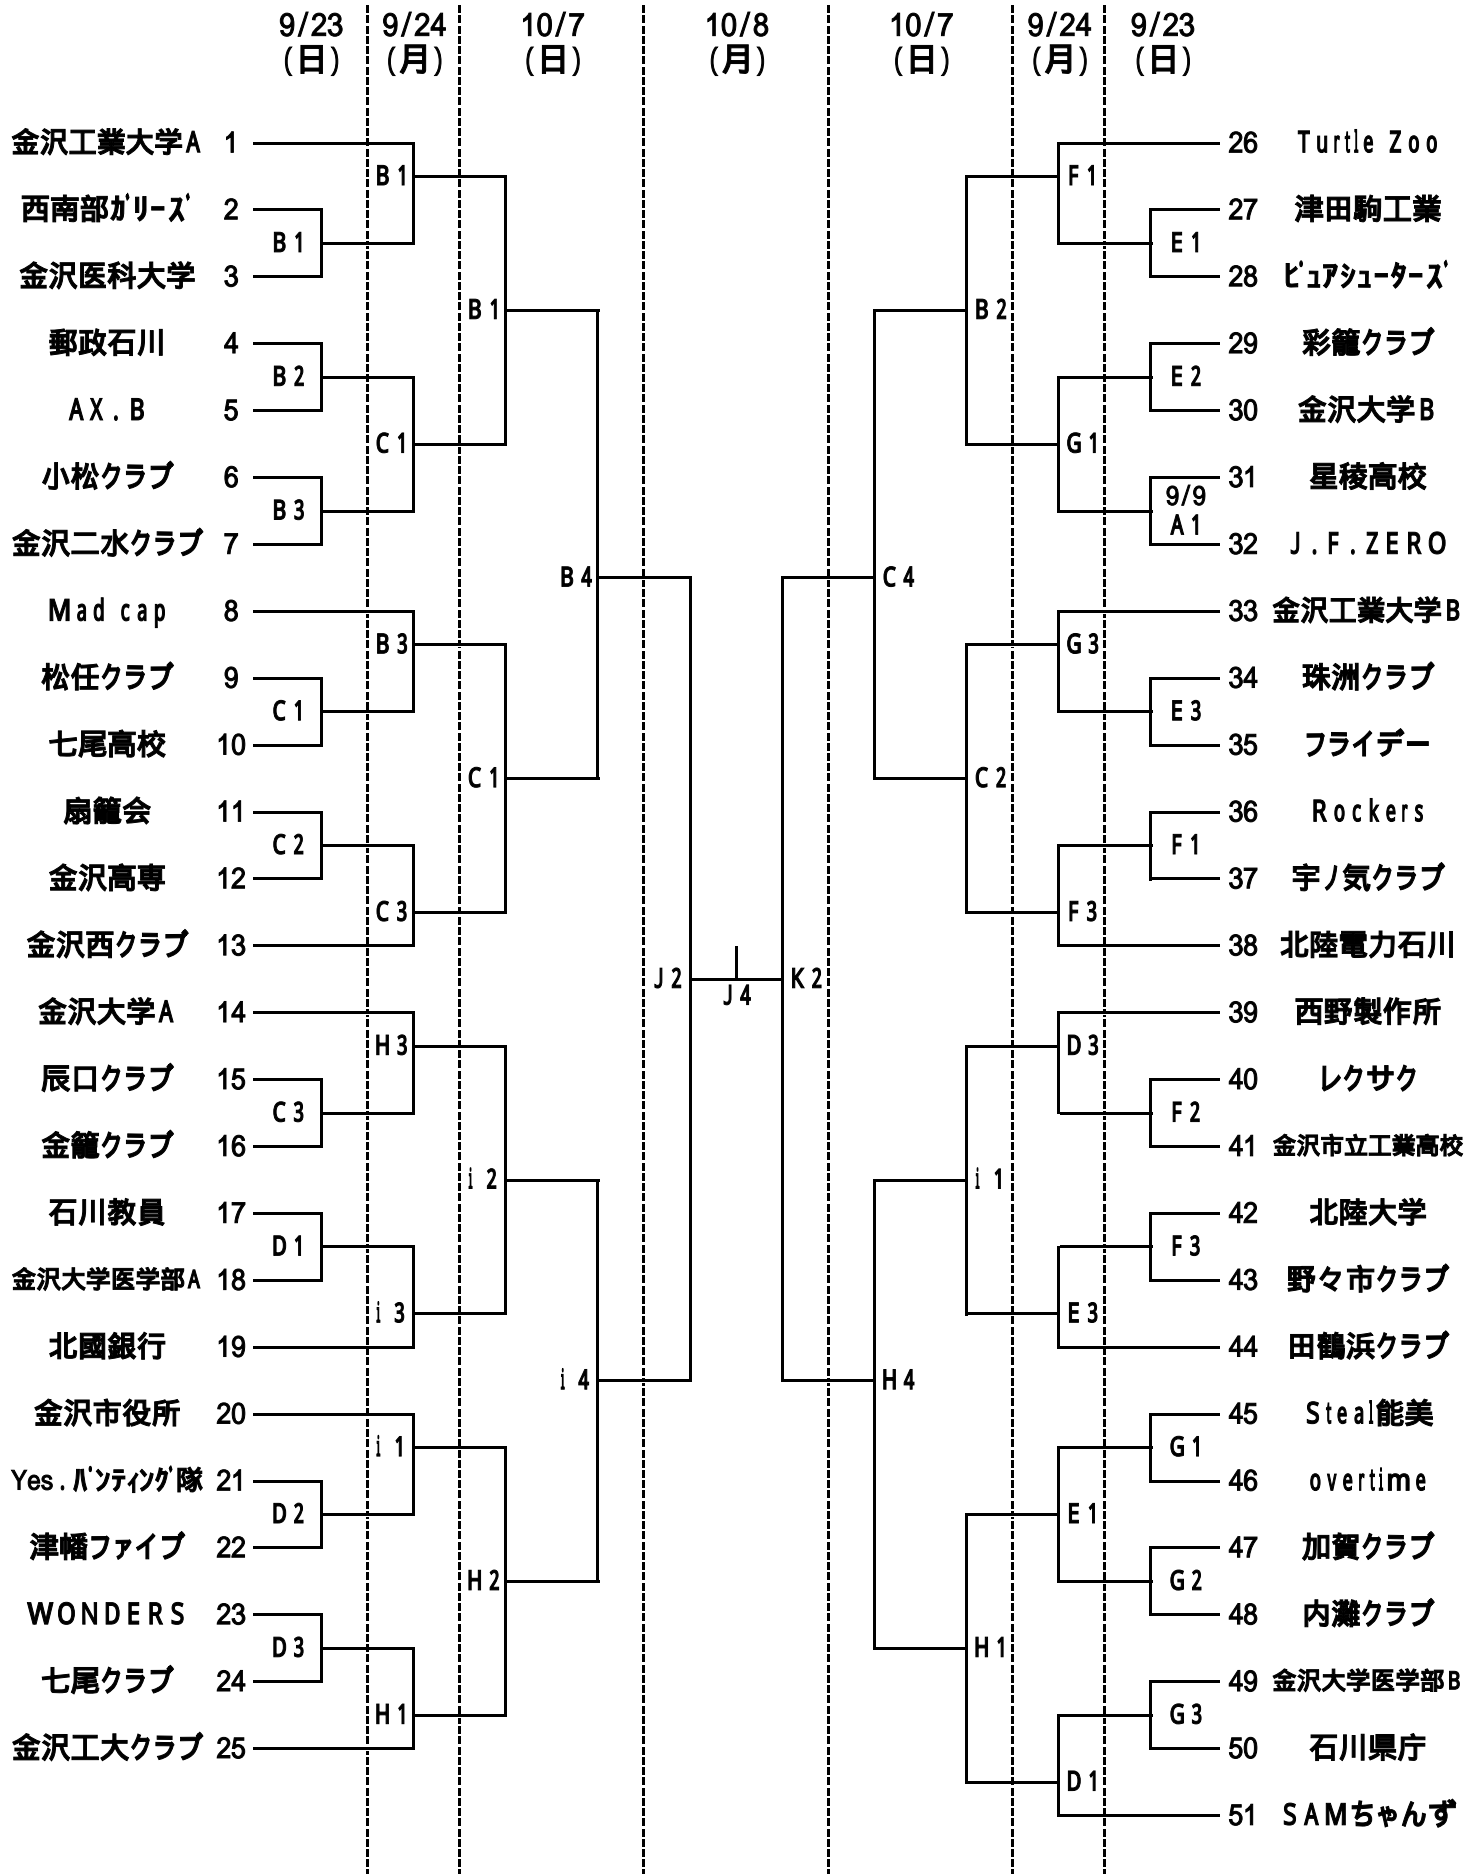 9/23 9/24 10/7 10/8 10/7 9/24 9/23
(日) (月) (日) (月) (日) (月) (日)
金沢工業大学A 1
B1
西南部ｶﾞﾘｰｽﾞ 2
B1
金沢医科大学 3
B1
郵政石川 4
B2
AX.B 5
C1
小松クラブ 6
B3
金沢二水クラブ 7
B4
Mad cap 8
B3
松任クラブ 9
C1
七尾高校 10
C1
扇籠会 11
C2
金沢高専 12
C3
金沢西クラブ 13
J2
J4
金沢大学A 14
H3
辰口クラブ 15
C3
金籠クラブ 16
i2
石川教員 17
D1
金沢大学医学部A 18
i3
北國銀行 19
i4
金沢市役所 20
i1
Yes.ﾊﾞﾝﾃｨﾝｸﾞ隊 21
D2
津幡ファイブ 22
H2
WONDERS 23
D3
七尾クラブ 24
H1
金沢工大クラブ 25
26 Turtle Zoo
F1
27 津田駒工業
E1
28 ﾋﾟｭｱｼｭｰﾀｰｽﾞ
B2
29 彩籠クラブ
E2
30 金沢大学B
G1
31 星稜高校
9/9
A1
32 J.F.ZERO
C4
33 金沢工業大学B
G3
34 珠洲クラブ
E3
35 フライデー
C2
36 Rockers
F1
37 宇ノ気クラブ
F3
38 北陸電力石川
K2
39 西野製作所
D3
40 レクサク
F2
41 金沢市立工業高校
i1
42 北陸大学
F3
43 野々市クラブ
E3
44 田鶴浜クラブ
H4
45 Steal能美
G1
46 overtime
E1
47 加賀クラブ
G2
48 内灘クラブ
H1
49 金沢大学医学部B
G3
50 石川県庁
D1
51 SAMちゃんず